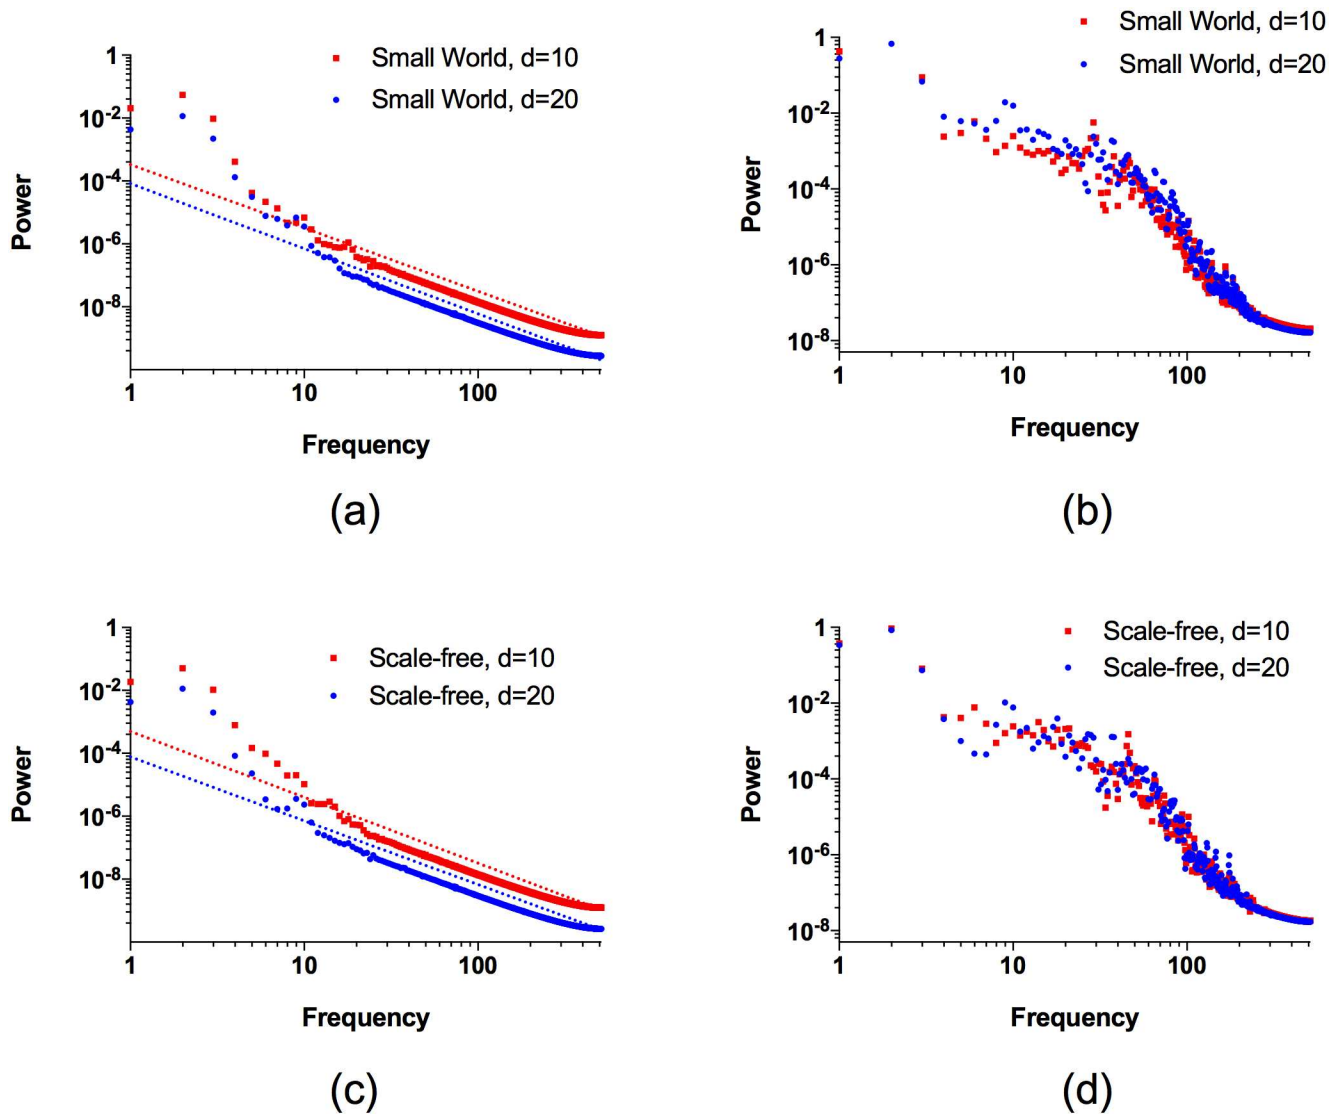 Small World, d=10
Small World, d=20
1
10-2
10-4
10-6
10-8
Power
1
10
100
Frequency
(a)
Small World, d=10
Small World, d=20
1
10-2
10-4
10-6
10-8
Power
1
10
100
Frequency
(b)
Scale-free, d=10
Scale-free, d=20
1
10-2
10-4
10-6
10-8
Power
1
10
100
Frequency
(c)
Scale-free, d=10
Scale-free, d=20
1
10-2
10-4
10-6
10-8
Power
1
10
100
Frequency
(d)